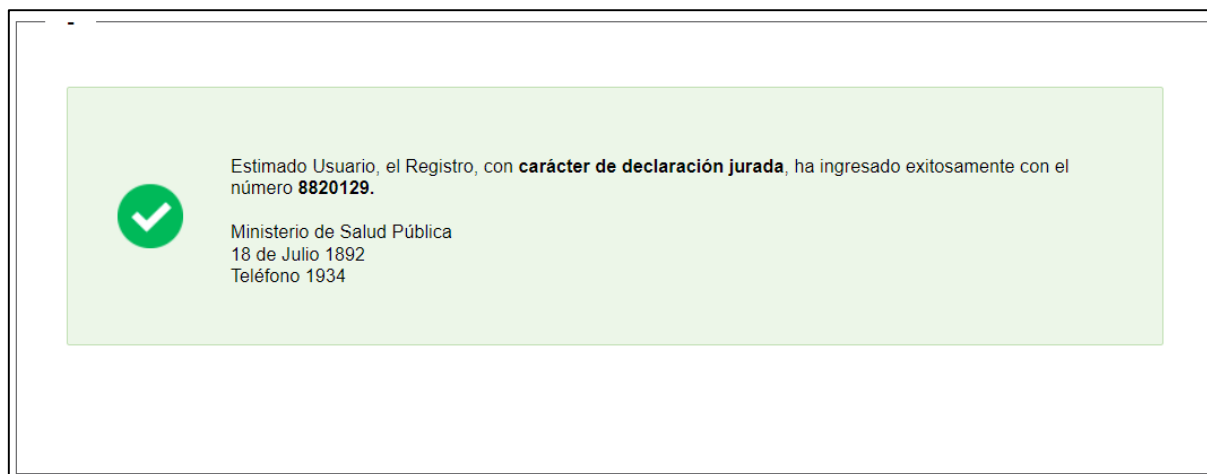 -
Estimado Usuario, el Registro, con carácter de declaración jurada, ha ingresado exitosamente con el
número 8820129.
Ministerio de Salud Pública
18 de Julio 1892
Teléfono 1934